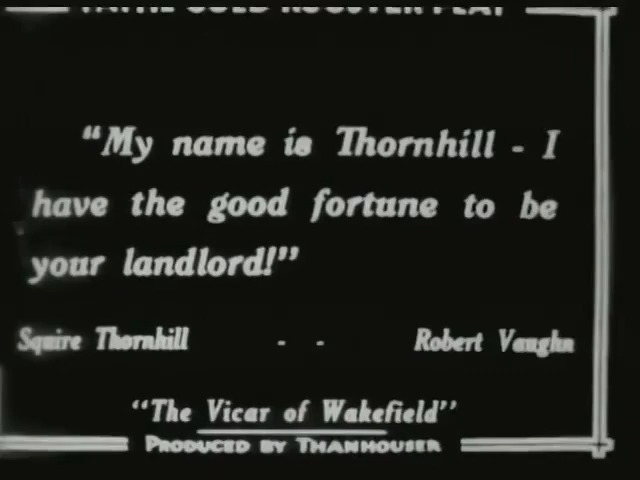 "My name is Thornhill - I
have the good fortune to be
your landlord!"
Squire Thornhill - - Robert Vaughn
"The Vicar of Wakefield"
PRODUCED BY THANHOUSER